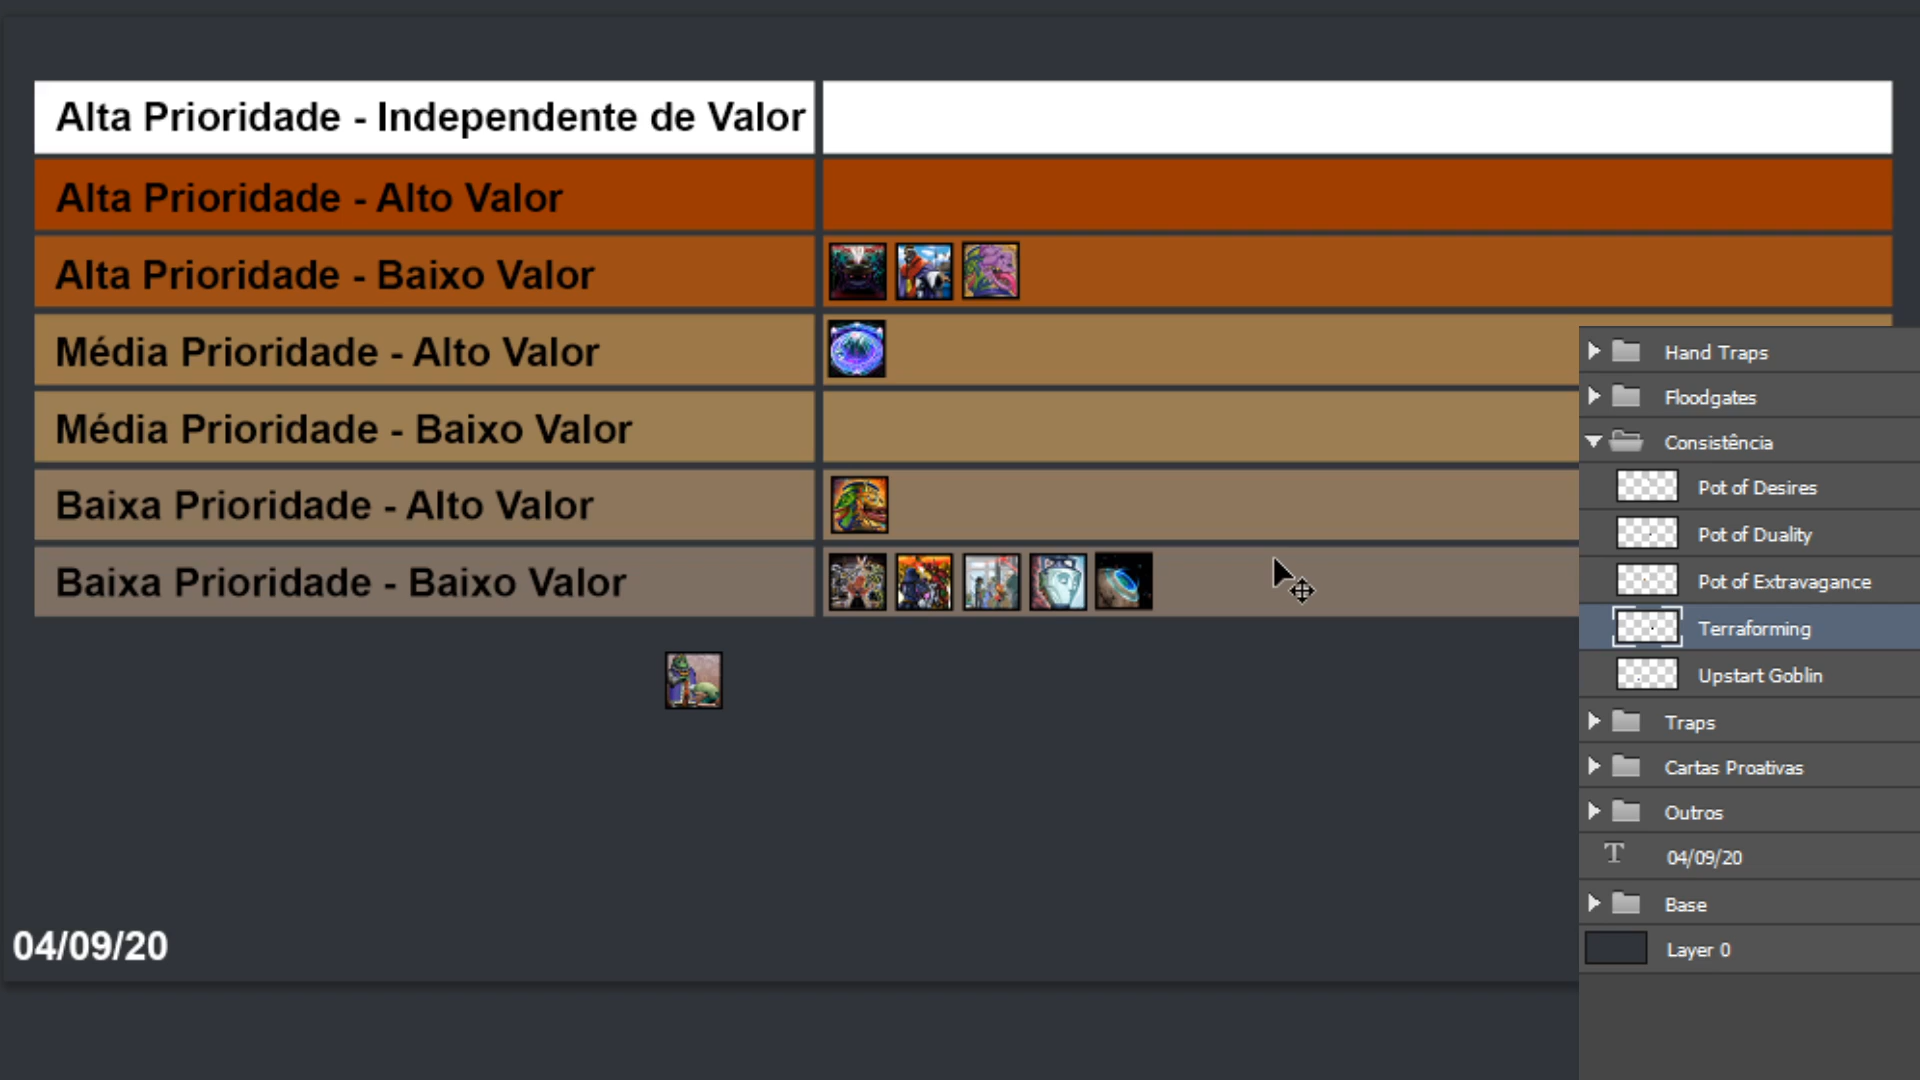 Alta Prioridade - Independente de Valor
Alta Prioridade - Alto Valor
Alta Prioridade - Baixo Valor
Média Prioridade - Alto Valor
Média Prioridade - Baixo Valor
Baixa Prioridade - Alto Valor
Baixa Prioridade - Baixo Valor
04/09/20
Hand Traps
Floodgates
Consistência
Pot of Desires
Pot of Duality
Pot of Extravagance
Terraforming
Upstart Goblin
Traps
Cartas Proativas
Outros
T 04/09/20
Base
Layer 0